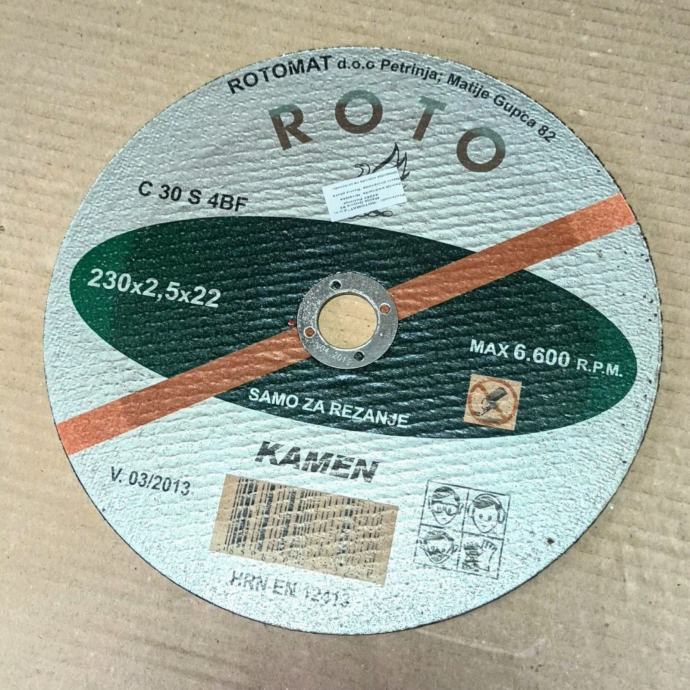 ROTOMAT d.o.o Petrinja; Matije Gupca 82
ROTO
C 30 S 4BF
230x2,5x22
MAX 6.600 R.P.M.
SAMO ZA REZANJE
KAMEN
V. 03/2013
HRN EN 12413